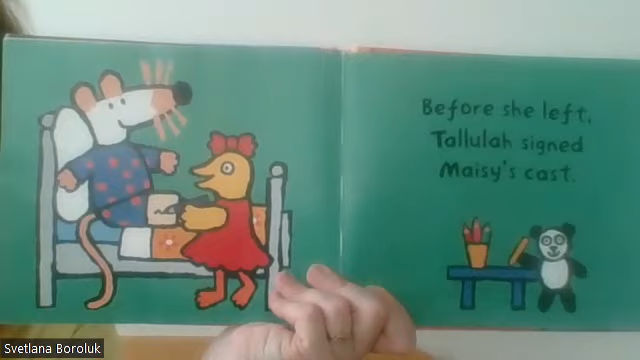 Before she left,
Tallulah signed
Maisy's cast.
Svetlana Boroluk